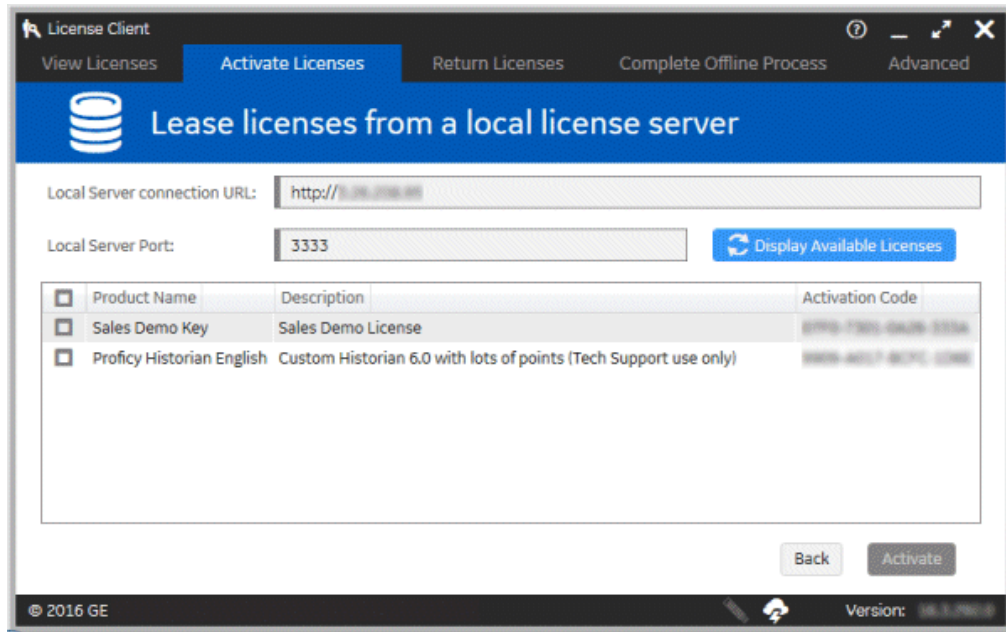 License Client
View Licenses Activate Licenses Return Licenses Complete Offline Process Advanced
Lease licenses from a local license server
Local Server connection URL: http://
Local Server Port: 3333 Display Available Licenses
Product Name Description Activation Code
Sales Demo Key Sales Demo License
Proficy Historian English Custom Historian 6.0 with lots of points (Tech Support use only)
Back Activate
© 2016 GE Version: